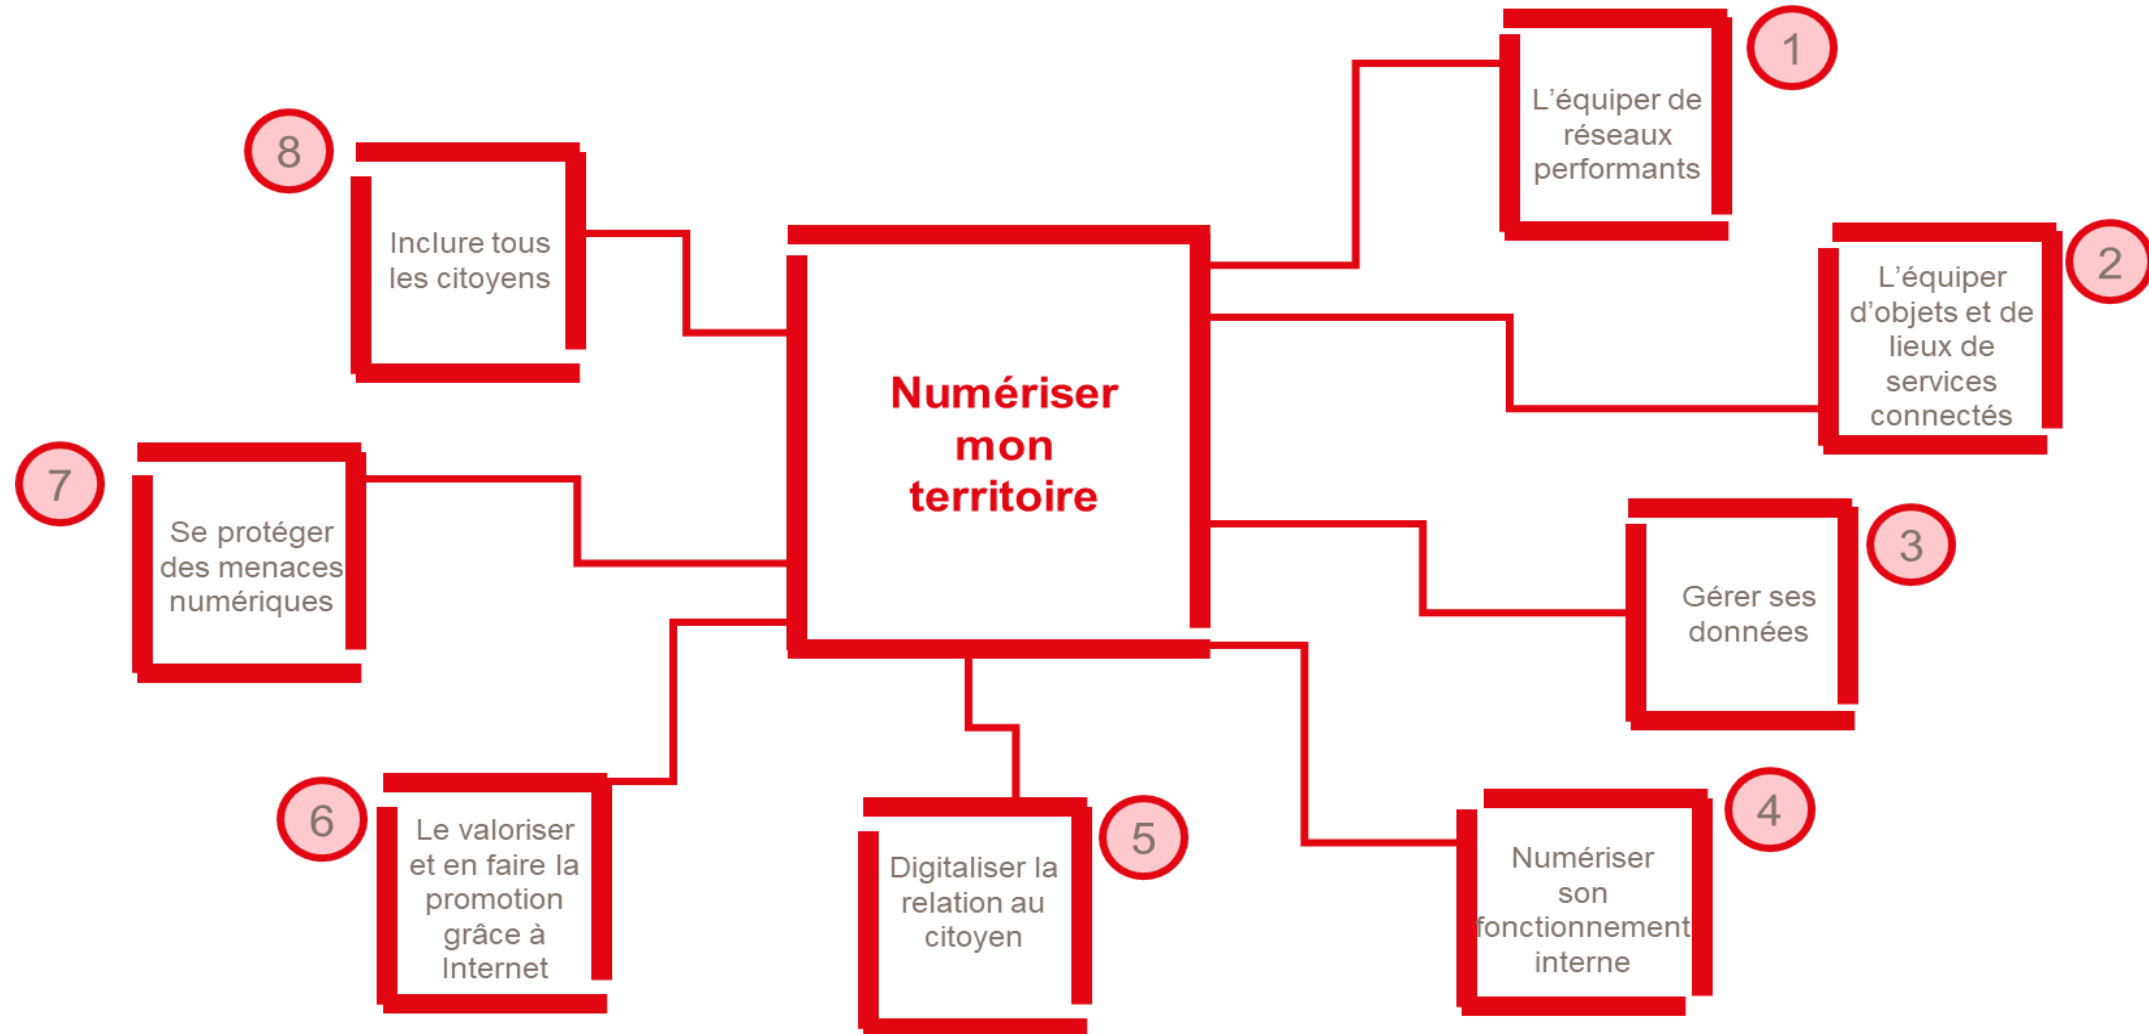 1
L’équiper de
réseaux
performants
2
L’équiper
d’objets et de
lieux de
services
connectés
3
Gérer ses
données
4
Numériser
son
fonctionnement
interne
5
Digitaliser la
relation au
citoyen
6
Le valoriser
et en faire la
promotion
grâce à
Internet
7
Se protéger
des menaces
numériques
8
Inclure tous
les citoyens
Numériser
mon
territoire